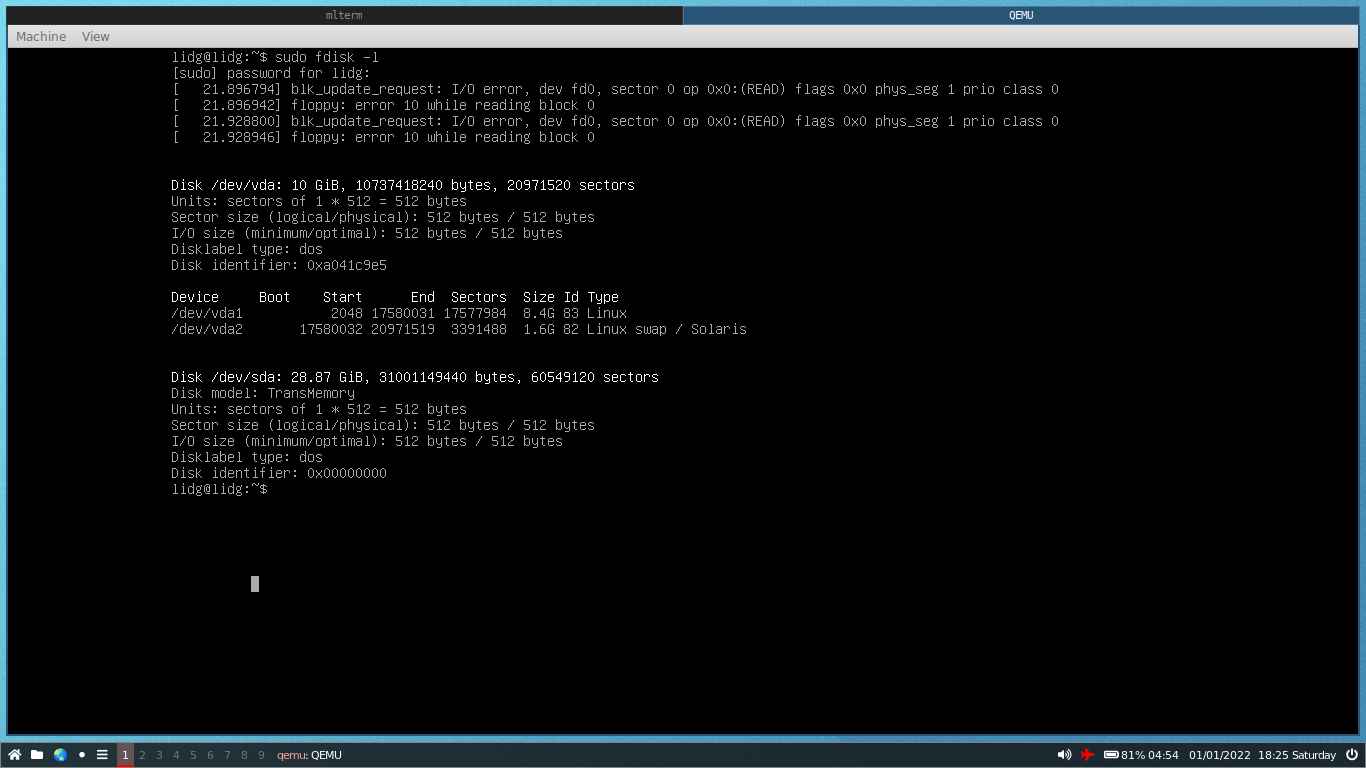 mlterm QEMU
Machine View
lidg@lidg:~$ sudo fdisk -l
[sudo] password for lidg:
[   21.896794] blk_update_request: I/O error, dev fd0, sector 0 op 0x0:(READ) flags 0x0 phys_seg 1 prio class 0
[   21.896942] floppy: error 10 while reading block 0
[   21.928800] blk_update_request: I/O error, dev fd0, sector 0 op 0x0:(READ) flags 0x0 phys_seg 1 prio class 0
[   21.928946] floppy: error 10 while reading block 0
Disk /dev/vda: 10 GiB, 10737418240 bytes, 20971520 sectors
Units: sectors of 1 * 512 = 512 bytes
Sector size (logical/physical): 512 bytes / 512 bytes
I/O size (minimum/optimal): 512 bytes / 512 bytes
Disklabel type: dos
Disk identifier: 0xa041c9e5
Device     Boot    Start      End  Sectors  Size Id Type
/dev/vda1           2048 17580031 17577984  8.4G 83 Linux
/dev/vda2       17580032 20971519  3391488  1.6G 82 Linux swap / Solaris
Disk /dev/sda: 28.87 GiB, 31001149440 bytes, 60549120 sectors
Disk model: TransMemory
Units: sectors of 1 * 512 = 512 bytes
Sector size (logical/physical): 512 bytes / 512 bytes
I/O size (minimum/optimal): 512 bytes / 512 bytes
Disklabel type: dos
Disk identifier: 0x00000000
lidg@lidg:~$
1 2 3 4 5 6 7 8 9 qemu: QEMU 81% 04:54 01/01/2022 18:25 Saturday